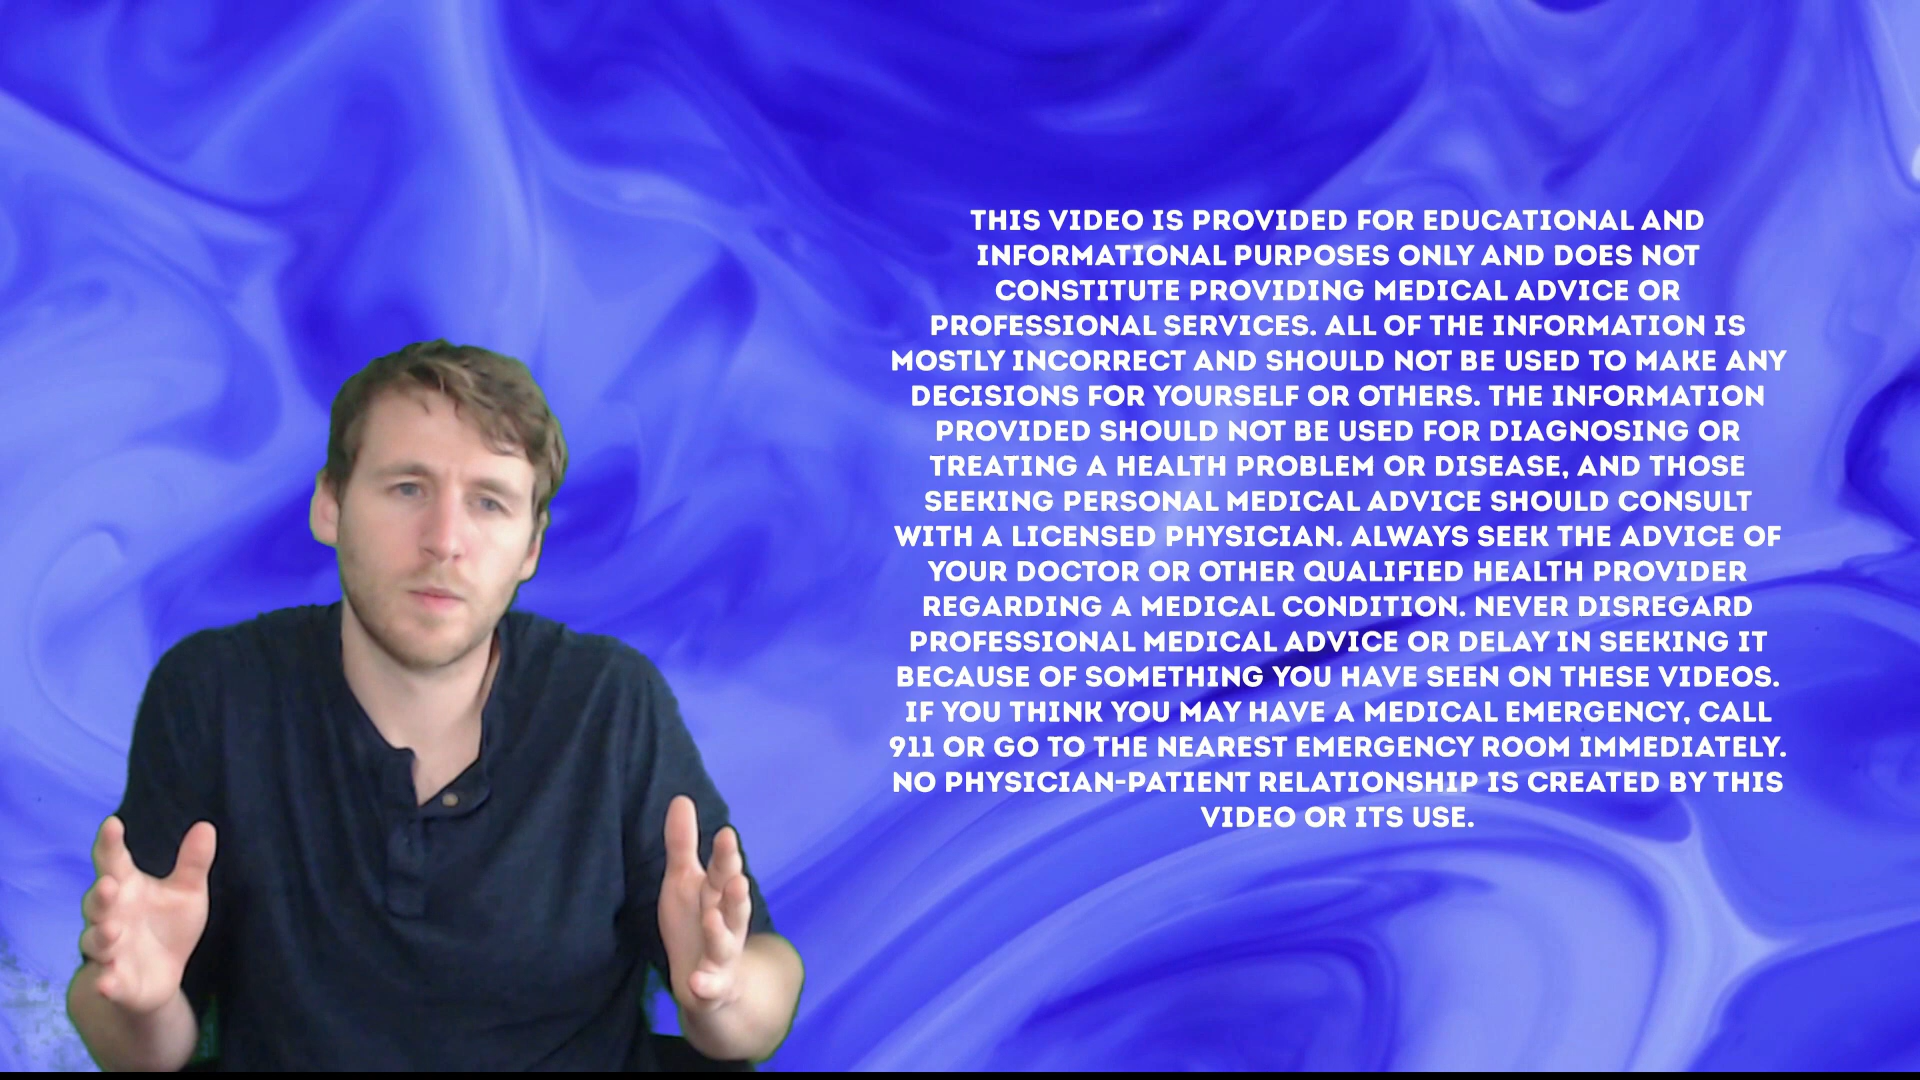 THIS VIDEO IS PROVIDED FOR EDUCATIONAL AND
INFORMATIONAL PURPOSES ONLY AND DOES NOT
CONSTITUTE PROVIDING MEDICAL ADVICE OR
PROFESSIONAL SERVICES. ALL OF THE INFORMATION IS
MOSTLY INCORRECT AND SHOULD NOT BE USED TO MAKE ANY
DECISIONS FOR YOURSELF OR OTHERS. THE INFORMATION
PROVIDED SHOULD NOT BE USED FOR DIAGNOSING OR
TREATING A HEALTH PROBLEM OR DISEASE, AND THOSE
SEEKING PERSONAL MEDICAL ADVICE SHOULD CONSULT
WITH A LICENSED PHYSICIAN. ALWAYS SEEK THE ADVICE OF
YOUR DOCTOR OR OTHER QUALIFIED HEALTH PROVIDER
REGARDING A MEDICAL CONDITION. NEVER DISREGARD
PROFESSIONAL MEDICAL ADVICE OR DELAY IN SEEKING IT
BECAUSE OF SOMETHING YOU HAVE SEEN ON THESE VIDEOS.
IF YOU THINK YOU MAY HAVE A MEDICAL EMERGENCY, CALL
911 OR GO TO THE NEAREST EMERGENCY ROOM IMMEDIATELY.
NO PHYSICIAN-PATIENT RELATIONSHIP IS CREATED BY THIS
VIDEO OR ITS USE.